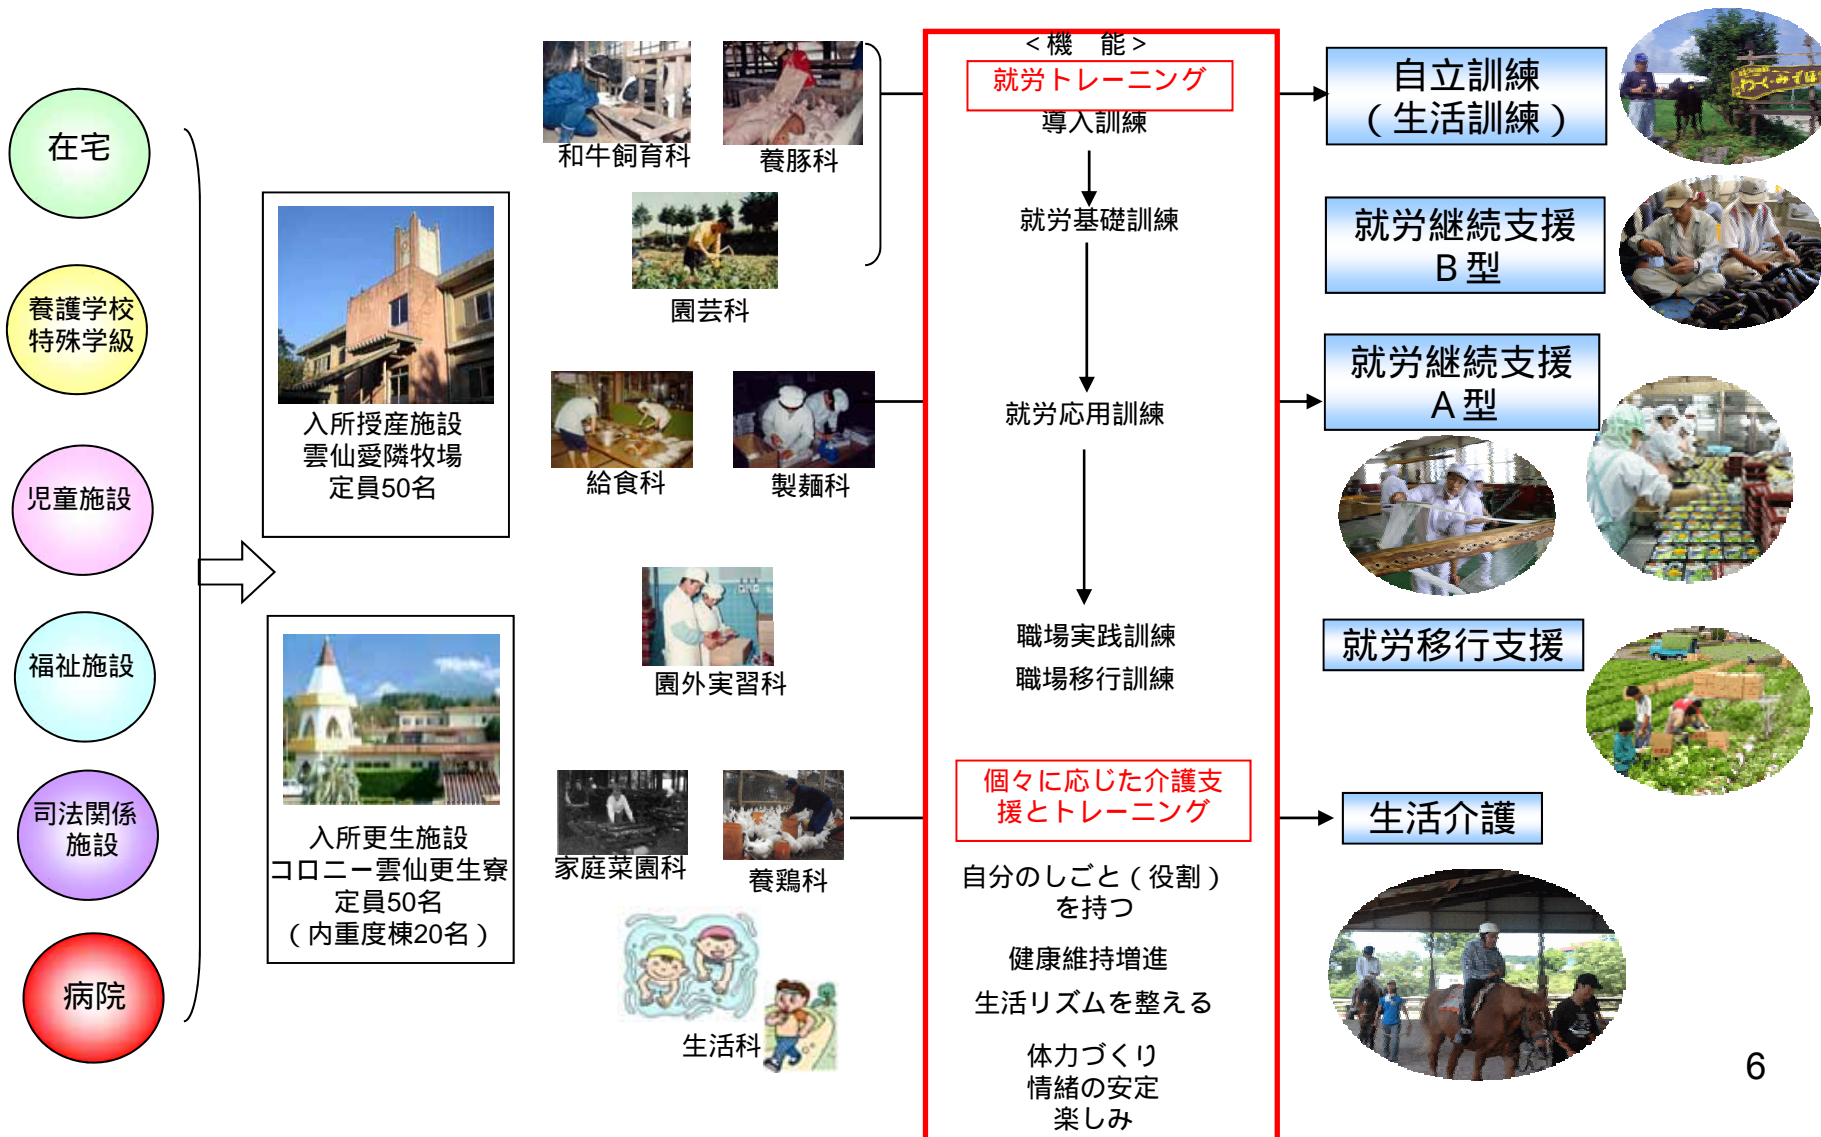 在宅
養護学校
特殊学級
児童施設
福祉施設
司法関係
施設
病院
入所授産施設
雲仙愛隣牧場
定員50名
入所更生施設
コロニー雲仙更生寮
定員50名
（内重度棟20名）
和牛飼育科
養豚科
園芸科
給食科
製麺科
園外実習科
家庭菜園科
養鶏科
生活科
＜機　能＞
就労トレーニング
導入訓練
就労基礎訓練
就労応用訓練
職場実践訓練
職場移行訓練
個々に応じた介護支
援とトレーニング
自分のしごと（役割）
を持つ
健康維持増進
生活リズムを整える
体力づくり
情緒の安定
楽しみ
自立訓練
（生活訓練）
就労継続支援
B型
就労継続支援
A型
就労移行支援
生活介護
6